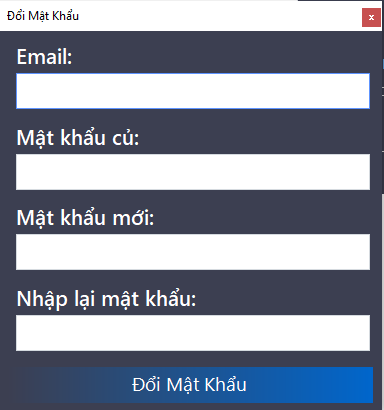 Đổi Mật Khẩu
x
Email:
Mật khẩu củ:
Mật khẩu mới:
Nhập lại mật khẩu:
Đổi Mật Khẩu